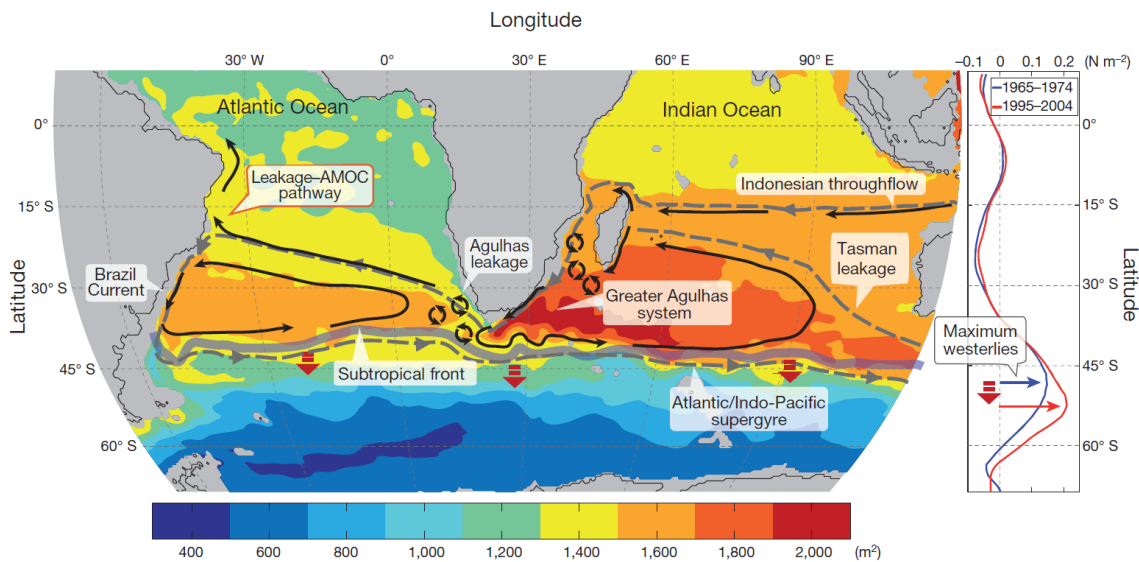 Longitude
30° W
0°
30° E
60° E
90° E
–0.1
0
0.1
0.2
(N m⁻²)
1965–1974
1995–2004
Atlantic Ocean
Indian Ocean
0°
0°
Leakage–AMOC
pathway
Indonesian throughflow
15° S
15° S
Agulhas
leakage
Tasman
leakage
Brazil
Current
30° S
30° S
Greater Agulhas
system
Latitude
Latitude
Maximum
westerlies
Subtropical front
45° S
45° S
Atlantic/Indo-Pacific
supergyre
60° S
60° S
400
600
800
1,000
1,200
1,400
1,600
1,800
2,000
(m²)